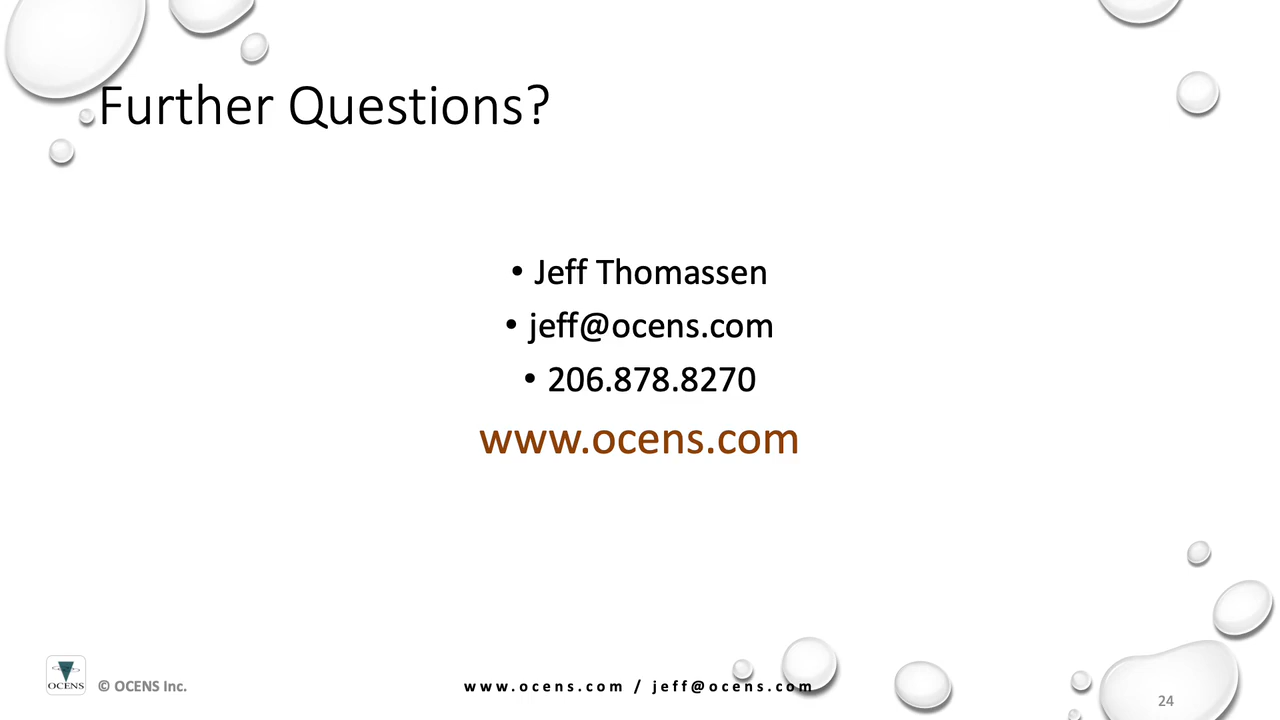 Further Questions?
• Jeff Thomassen
• jeff@ocens.com
• 206.878.8270
www.ocens.com
OCENS
© OCENS Inc.
www.ocens.com / jeff@ocens.com
24